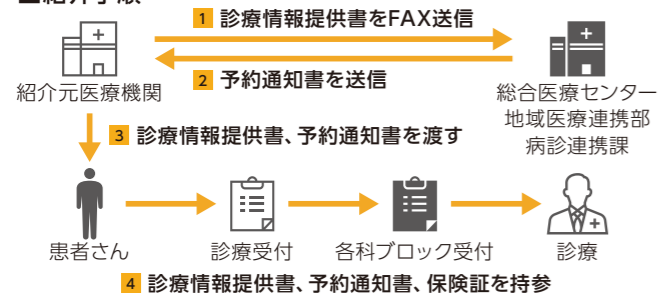 ■紹介手順
1 診療情報提供書をFAX送信
2 予約通知書を送信
紹介元医療機関
総合医療センター
地域医療連携部
病診連携課
3 診療情報提供書、予約通知書を渡す
患者さん
診療受付
各科ブロック受付
診療
4 診療情報提供書、予約通知書、保険証を持参